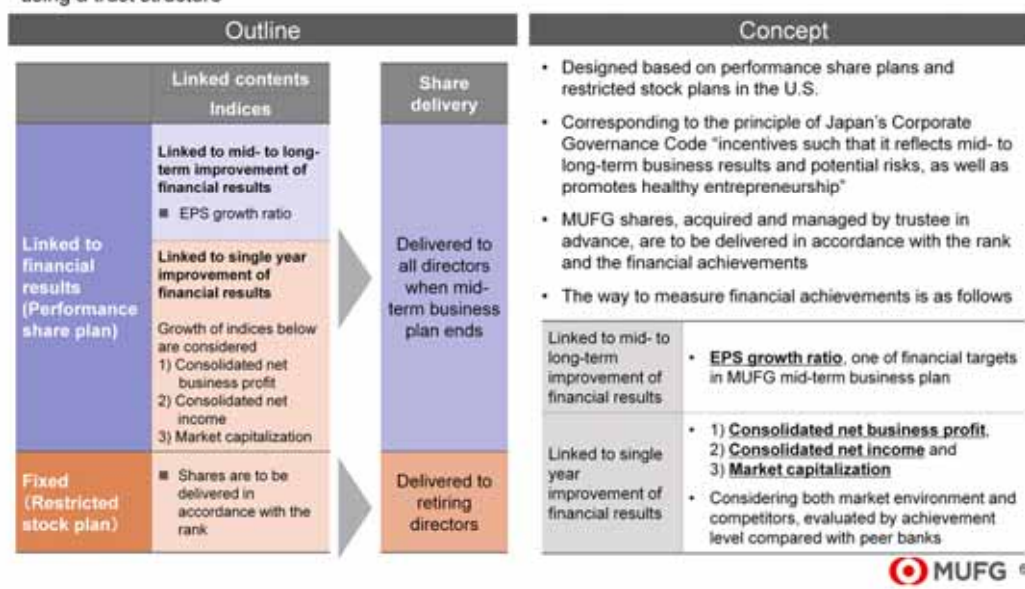 using a trust structure
Outline
Linked contents
Indices
Share
delivery
Linked to
financial
results
(Performance
share plan)
Linked to mid- to long-
term improvement of
financial results
■ EPS growth ratio
Linked to single year
improvement of
financial results
Growth of indices below
are considered
1) Consolidated net
business profit
2) Consolidated net
income
3) Market capitalization
Delivered to
all directors
when mid-
term business
plan ends
Fixed
(Restricted
stock plan)
■ Shares are to be
delivered in
accordance with the
rank
Delivered to
retiring
directors
Concept
• Designed based on performance share plans and
restricted stock plans in the U.S.
• Corresponding to the principle of Japan's Corporate
Governance Code "incentives such that it reflects mid- to
long-term business results and potential risks, as well as
promotes healthy entrepreneurship"
• MUFG shares, acquired and managed by trustee in
advance, are to be delivered in accordance with the rank
and the financial achievements
• The way to measure financial achievements is as follows
Linked to mid- to
long-term
improvement of
financial results
• EPS growth ratio, one of financial targets
in MUFG mid-term business plan
Linked to single
year
improvement of
financial results
• 1) Consolidated net business profit,
2) Consolidated net income and
3) Market capitalization
• Considering both market environment and
competitors, evaluated by achievement
level compared with peer banks
MUFG